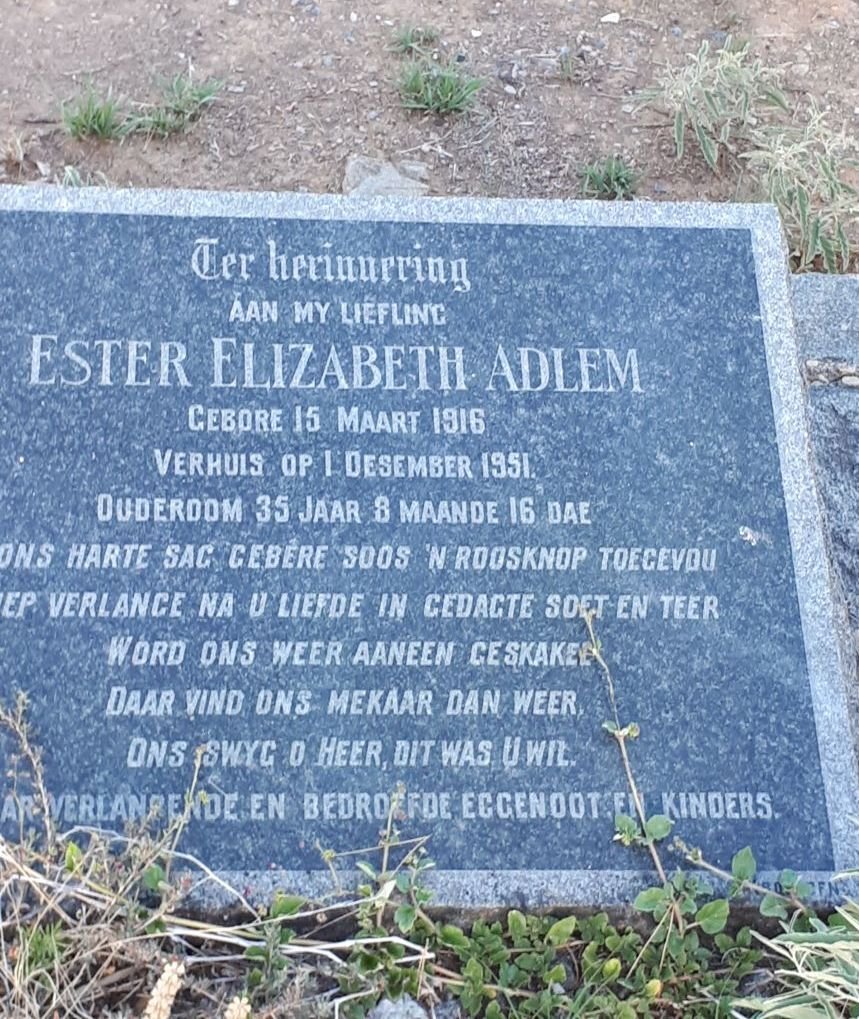 Ter herinnering
AAN MY LIEFLING
ESTER ELIZABETH ADLEM
GEBORE 15 MAART 1916
VERHUIS OP 1 DESEMBER 1951.
OUDERDOM 35 JAAR 8 MAANDE 16 DAE
ONS HARTE SAG GEBÊRE SOOS 'N ROOSKNOP TOEGEVOU
VERLANGE NA U LIEFDE IN GEDAGTE SOET EN TEER
WORD ONS WEER AANEEN GESKAKEL
DAAR VIND ONS MEKAAR DAN WEER.
ONS SWYG O HEER, DIT WAS U WIL.
VERLANGENDE EN BEDROEFDE EGGENOOT EN KINDERS.